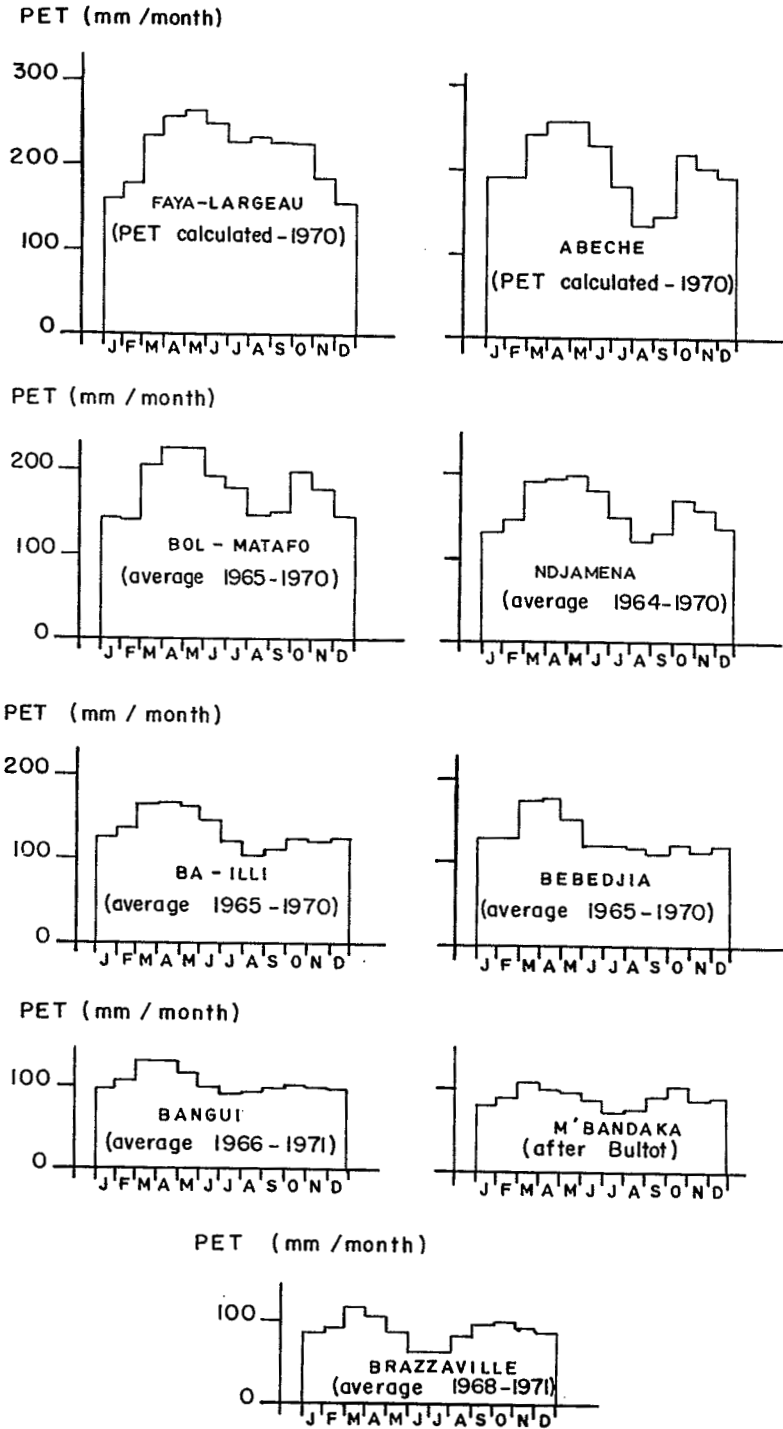 PET (mm /month)
300
200
100
0
FAYA-LARGEAU
(PET calculated-1970)
J F M A M J J A S O N D
ABECHE
(PET calculated-1970)
J F M A M J J A S O N D
PET (mm / month)
200
100
0
BOL - MATAFO
(average 1965-1970)
J F M A M J J A S O N D
NDJAMENA
(average 1964-1970)
J F M A M J J A S O N D
PET (mm / month)
200
100
0
BA - ILLI
(average 1965-1970)
J F M A M J J A S O N D
BEBEDJIA
(average 1965-1970)
J F M A M J J A S O N D
PET (mm / month)
100
0
BANGUI
(average 1966-1971)
J F M A M J J A S O N D
M'BANDAKA
(after Bultot)
J F M A M J J A S O N D
PET (mm /month)
100
0
BRAZZAVILLE
(average 1968-1971)
J F M A M J J A S O N D